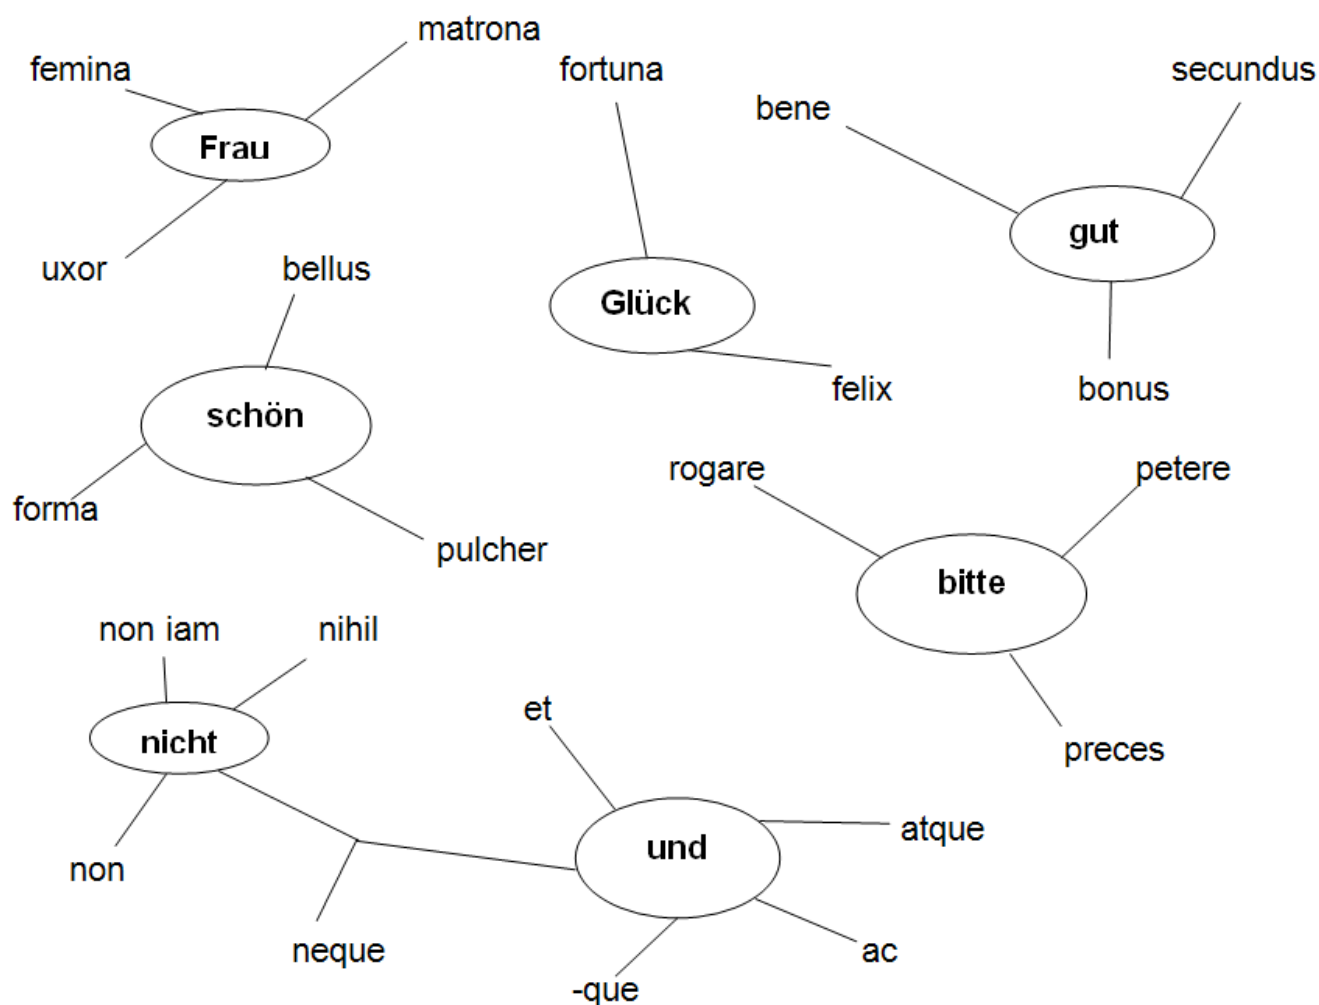 matrona
femina
Frau
uxor
fortuna
Glück
felix
secundus
bene
gut
bonus
bellus
schön
forma
pulcher
rogare
petere
bitte
preces
non iam
nihil
nicht
non
neque
et
und
atque
ac
-que